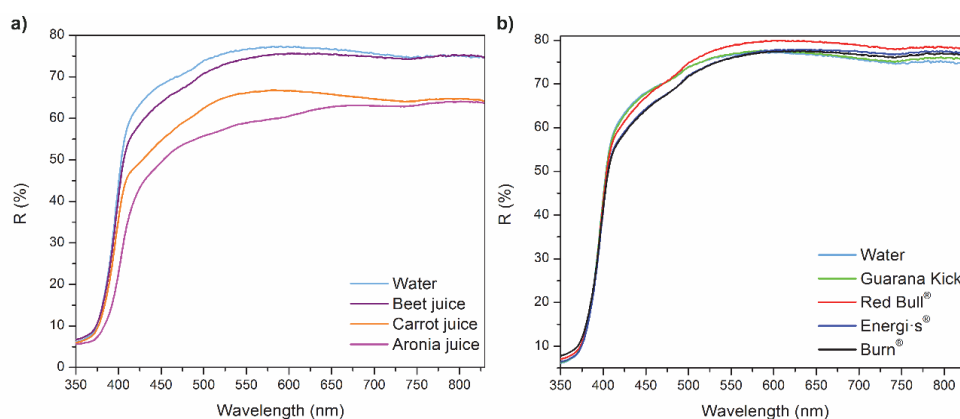 a)
80
70
60
50
40
30
20
10
0
R (%)
350 400 450 500 550 600 650 700 750 800
Wavelength (nm)
Water
Beet juice
Carrot juice
Aronia juice
b)
80
70
60
50
40
30
20
10
R (%)
350 400 450 500 550 600 650 700 750 800
Wavelength (nm)
Water
Guarana Kick
Red Bull®
Energi·s®
Burn®